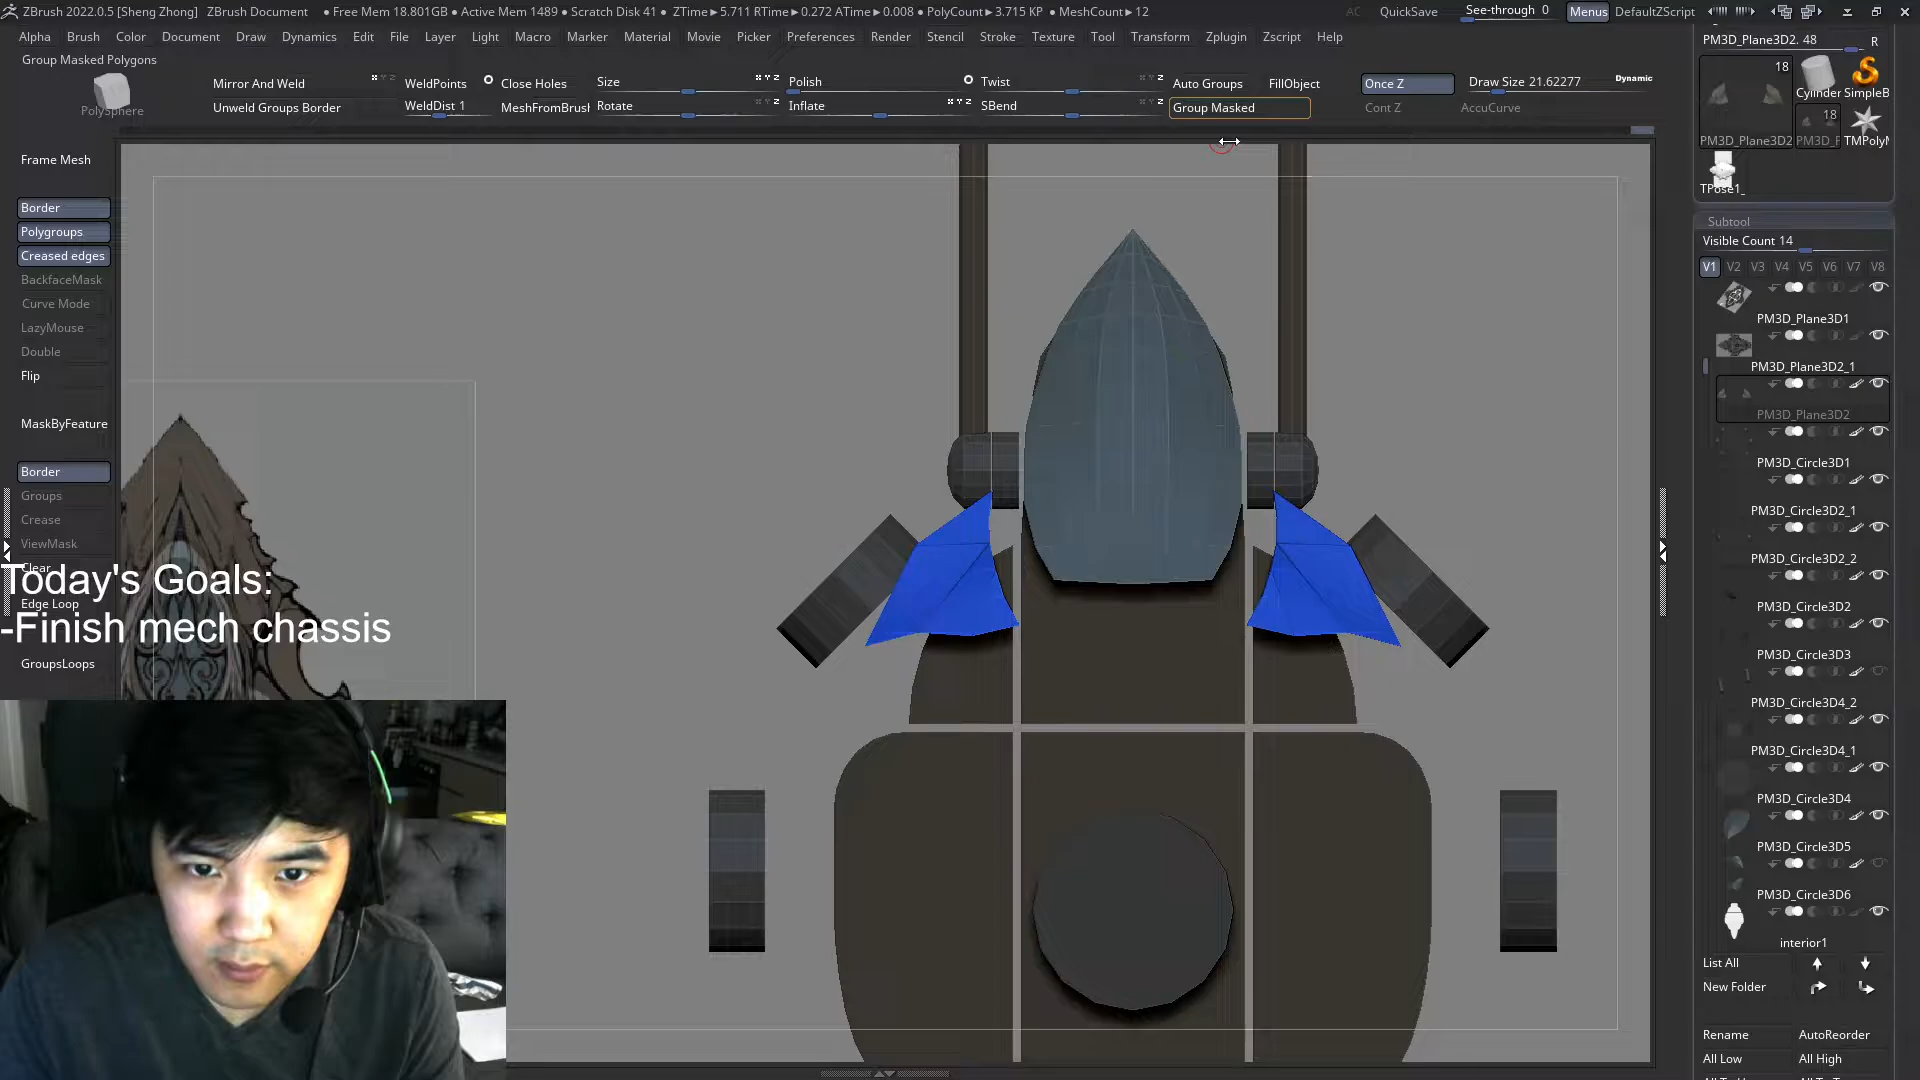 ZBrush 2022.0.5 [Sheng Zhong]   ZBrush Document   • Free Mem 18.801GB • Active Mem 1489 • Scratch Disk 41 •  ZTime►5.711 RTime►0.272 ATime►0.008  • PolyCount►3.715 KP  • MeshCount►12   AC   QuickSave   See-through  0   Menus   DefaultZScript
Alpha   Brush   Color   Document   Draw   Dynamics   Edit   File   Layer   Light   Macro   Marker   Material   Movie   Picker   Preferences   Render   Stencil   Stroke   Texture   Tool   Transform   Zplugin   Zscript   Help
PM3D_Plane3D2. 48   R
Group Masked Polygons
PolySphere
Mirror And Weld   WeldPoints   Close Holes   Size   Polish   Twist   Auto Groups   FillObject   Once Z   Draw Size 21.62277   Dynamic
Unweld Groups Border   WeldDist 1   MeshFromBrush   Rotate   Inflate   SBend   Group Masked   Cont Z   AccuCurve
18
Cylinder   SimpleB
18
PM3D_Plane3D2   PM3D_P   TMPolyM
TPose1_
Frame Mesh
Border
Polygroups
Creased edges
BackfaceMask
Curve Mode
LazyMouse
Double
Flip
MaskByFeature
Border
Groups
Crease
ViewMask
Clear
Today's Goals:
Edge Loop
-Finish mech chassis
GroupsLoops
Subtool
Visible Count 14
V1   V2   V3   V4   V5   V6   V7   V8
PM3D_Plane3D1
PM3D_Plane3D2_1
PM3D_Plane3D2
PM3D_Circle3D1
PM3D_Circle3D2_1
PM3D_Circle3D2_2
PM3D_Circle3D2
PM3D_Circle3D3
PM3D_Circle3D4_2
PM3D_Circle3D4_1
PM3D_Circle3D4
PM3D_Circle3D5
PM3D_Circle3D6
interior1
List All
New Folder
Rename   AutoReorder
All Low   All High